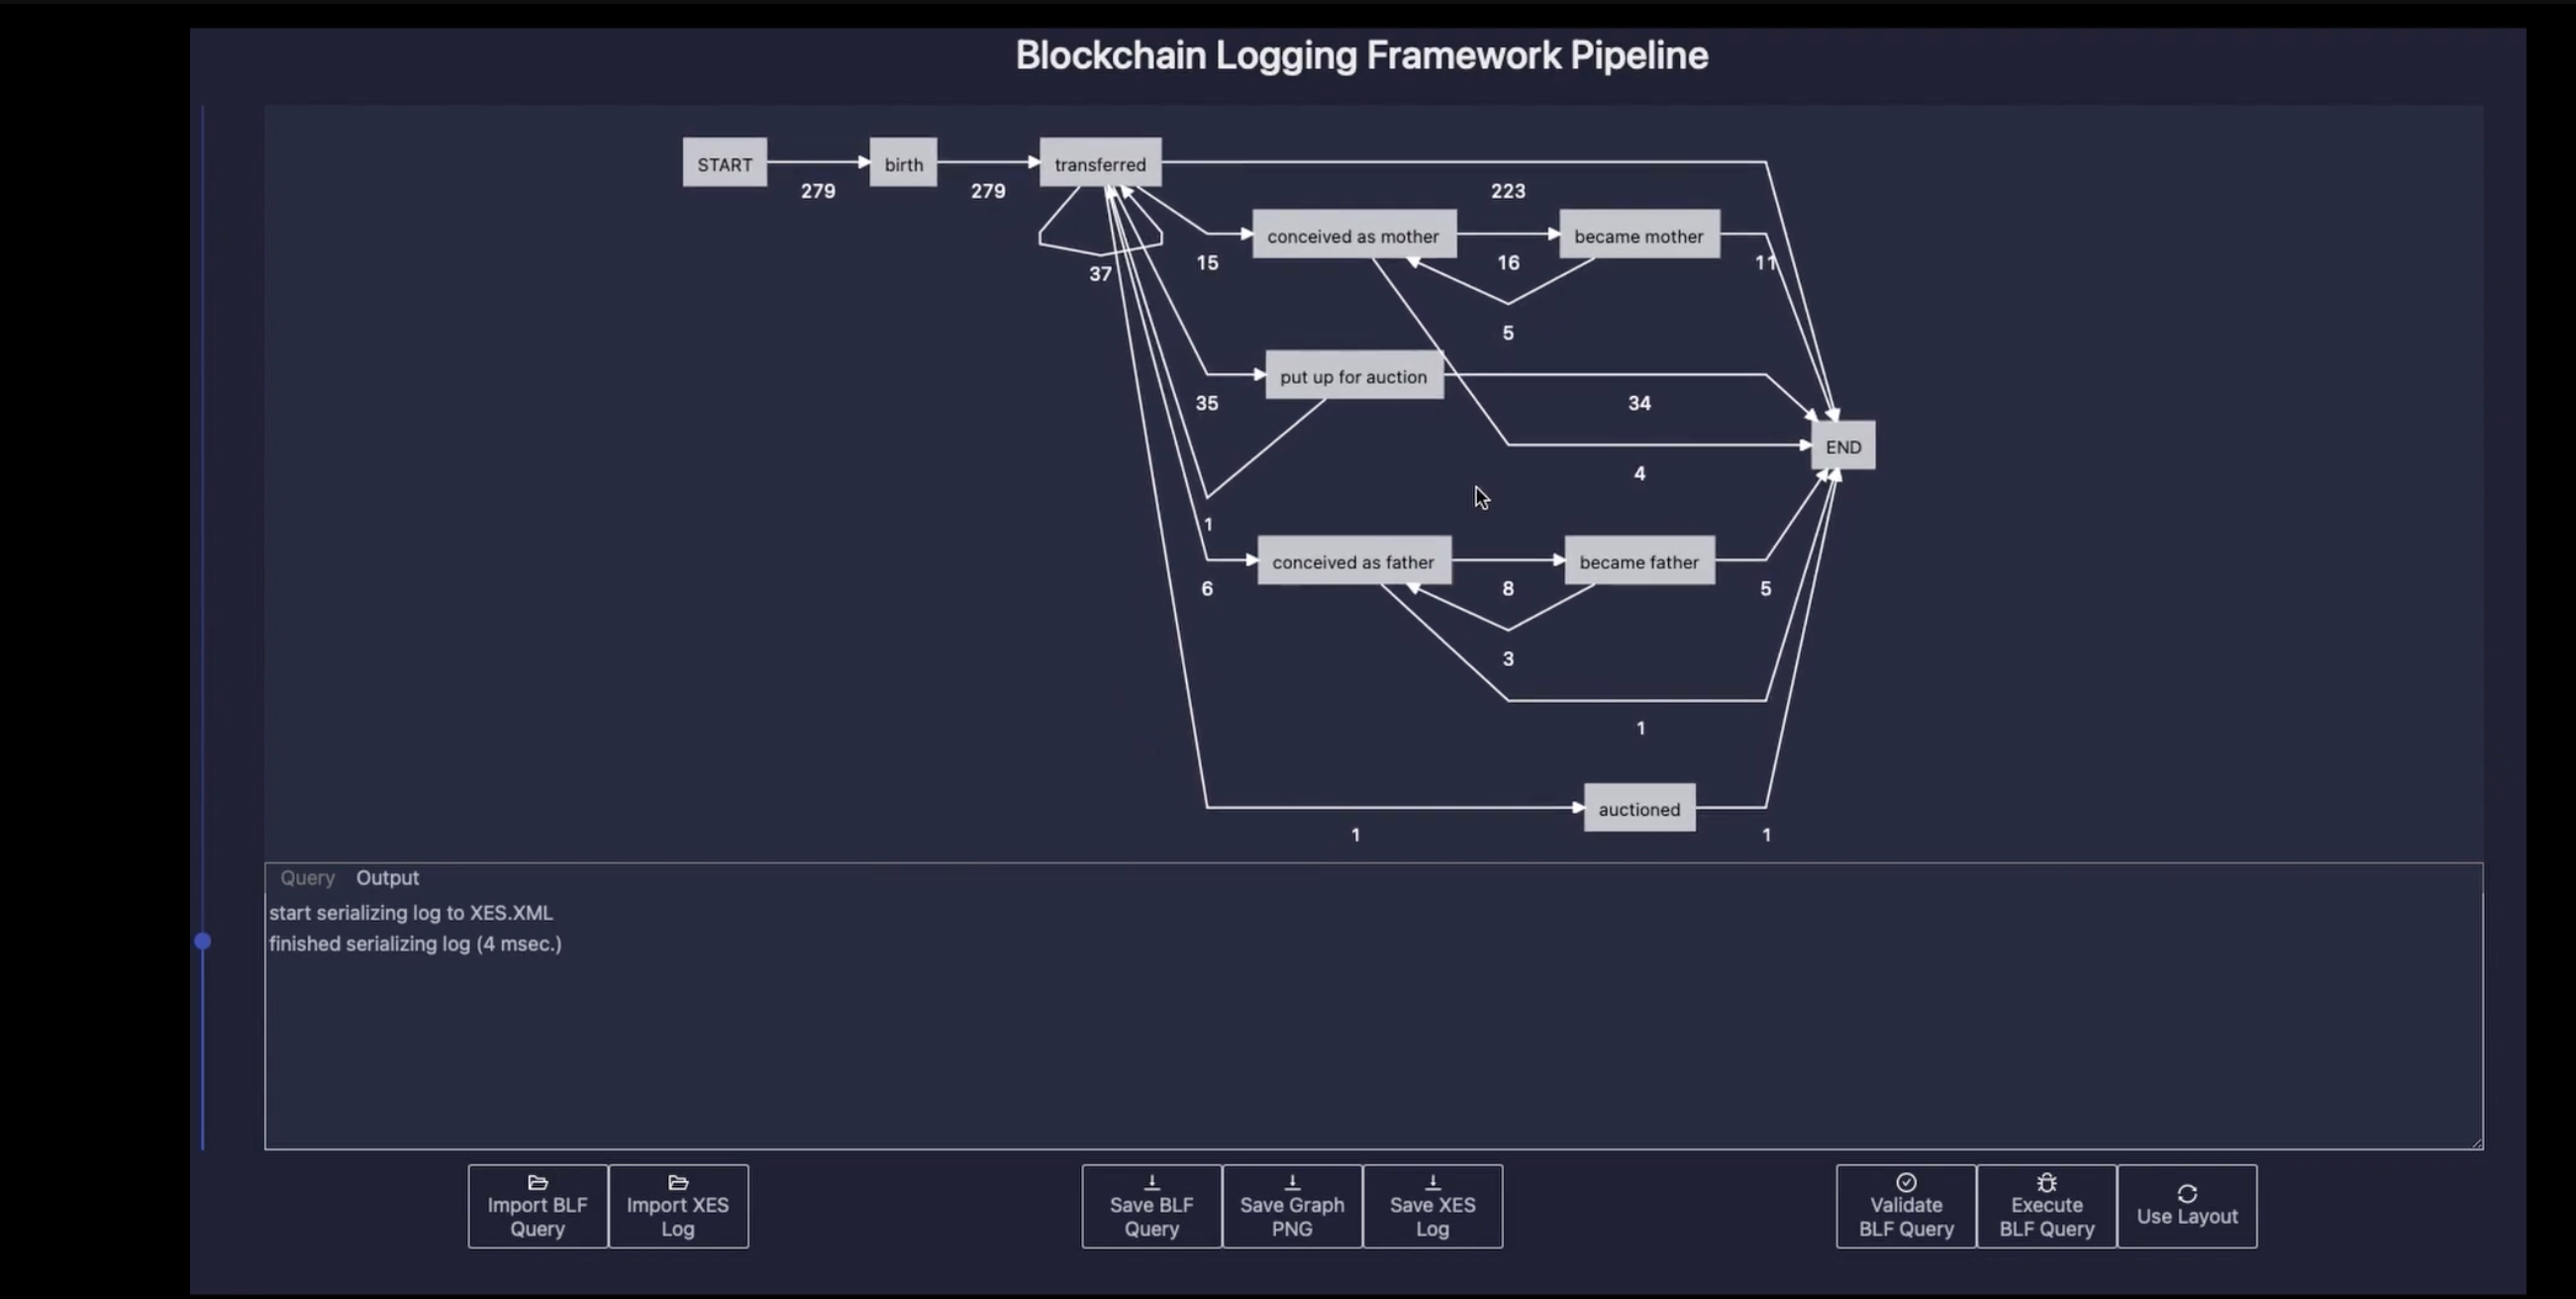 Blockchain Logging Framework Pipeline
START
birth
transferred
279
279
223
conceived as mother
became mother
37
15
16
11
5
put up for auction
35
34
END
4
1
conceived as father
became father
6
8
5
3
1
auctioned
1
1
Query Output
start serializing log to XES.XML
finished serializing log (4 msec.)
Import BLF
Query
Import XES
Log
Save BLF
Query
Save Graph
PNG
Save XES
Log
Validate
BLF Query
Execute
BLF Query
Use Layout